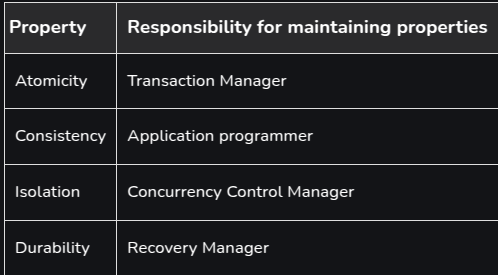 Property Responsibility for maintaining properties
Atomicity Transaction Manager
Consistency Application programmer
Isolation Concurrency Control Manager
Durability Recovery Manager